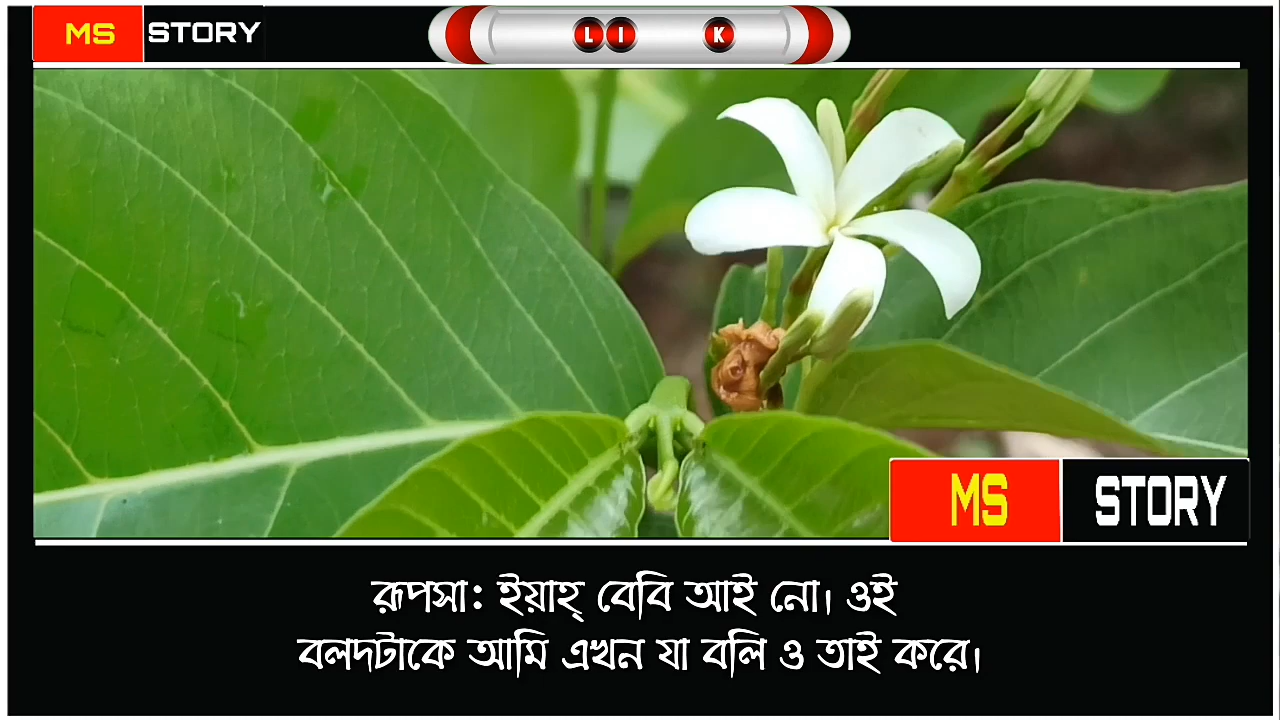 MS STORY
L I K
MS STORY
রূপসা: ইয়াহ্ বেবি আই নো। ওই
বলদটাকে আমি এখন যা বলি ও তাই করে।